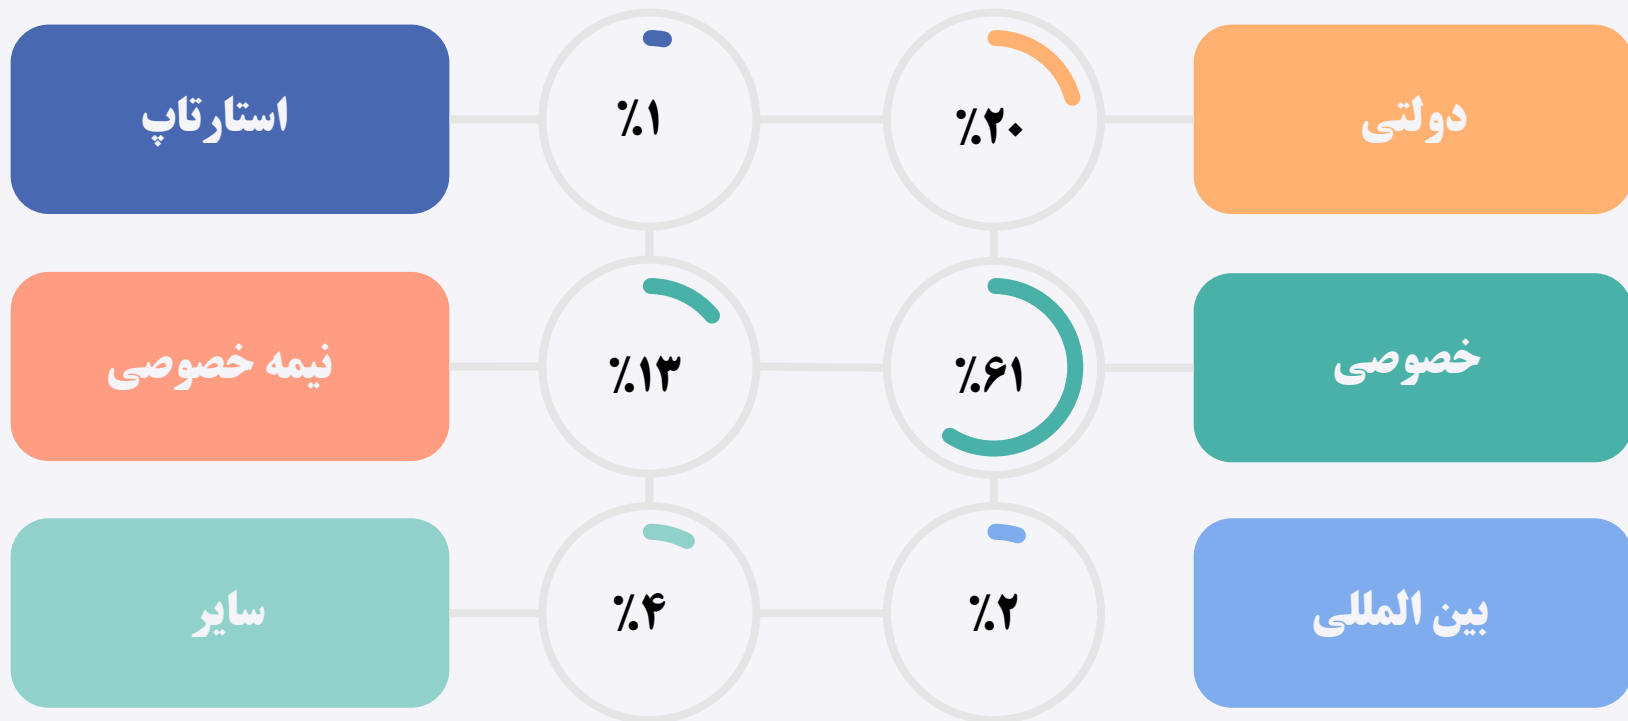 دولتی
٪۲۰
٪۱
استارتاپ
خصوصی
٪۶۱
٪۱۳
نیمه خصوصی
بین المللی
٪۲
٪۴
سایر